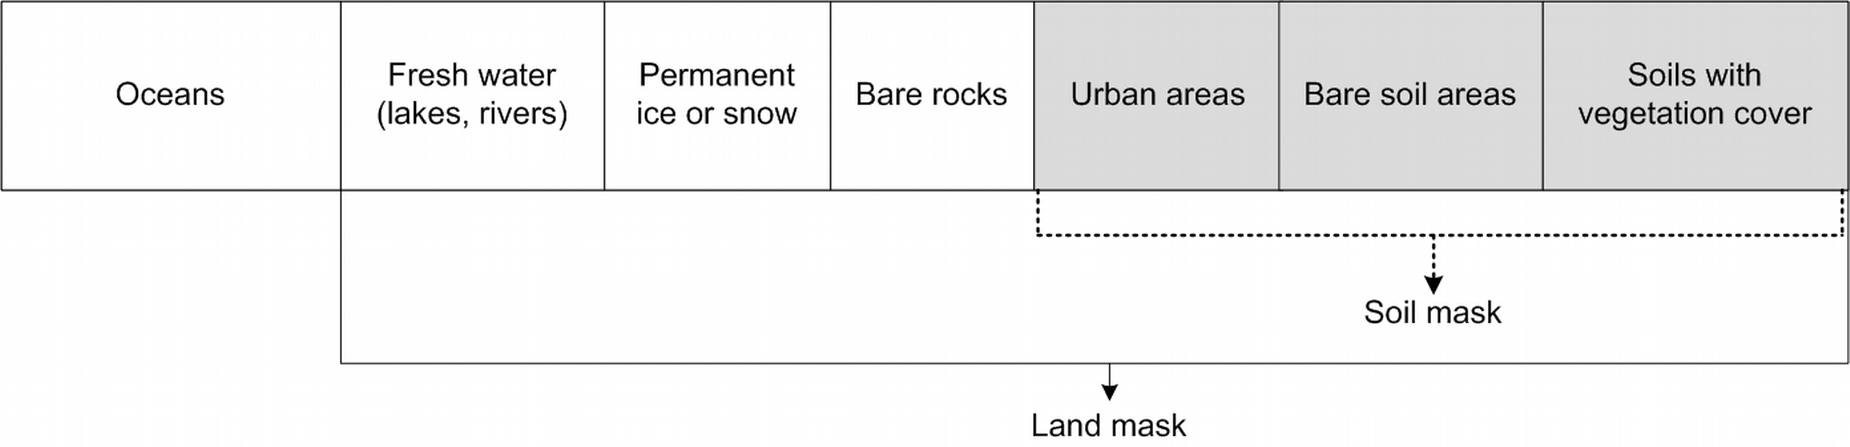 Oceans
Fresh water
(lakes, rivers)
Permanent
ice or snow
Bare rocks
Urban areas
Bare soil areas
Soils with
vegetation cover
Soil mask
Land mask